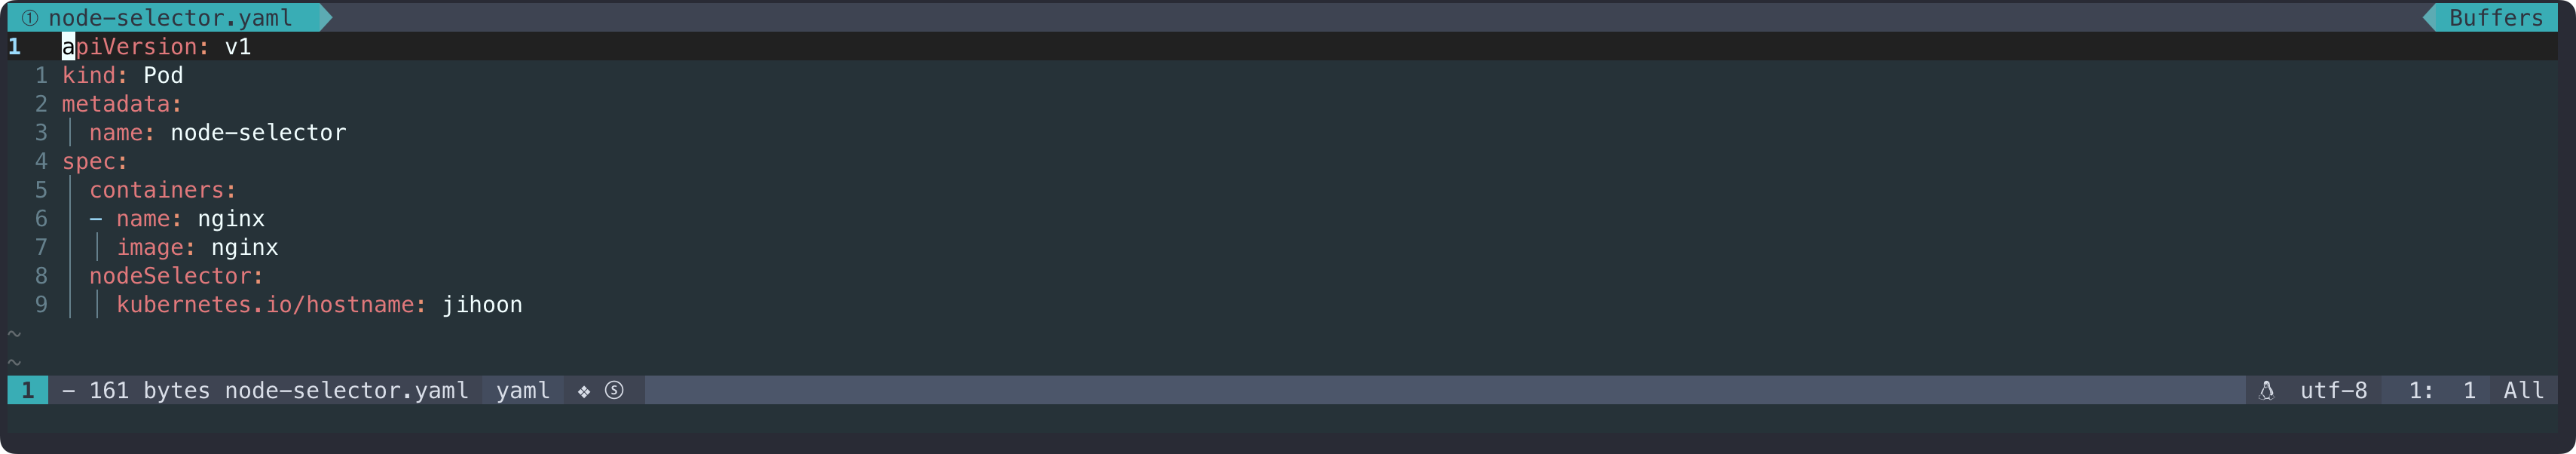 ① node-selector.yaml Buffers
1 apiVersion: v1
1 kind: Pod
2 metadata:
3 name: node-selector
4 spec:
5 containers:
6 - name: nginx
7 image: nginx
8 nodeSelector:
9 kubernetes.io/hostname: jihoon
~
~
1 - 161 bytes node-selector.yaml yaml ❖ Ⓢ utf-8 1: 1 All